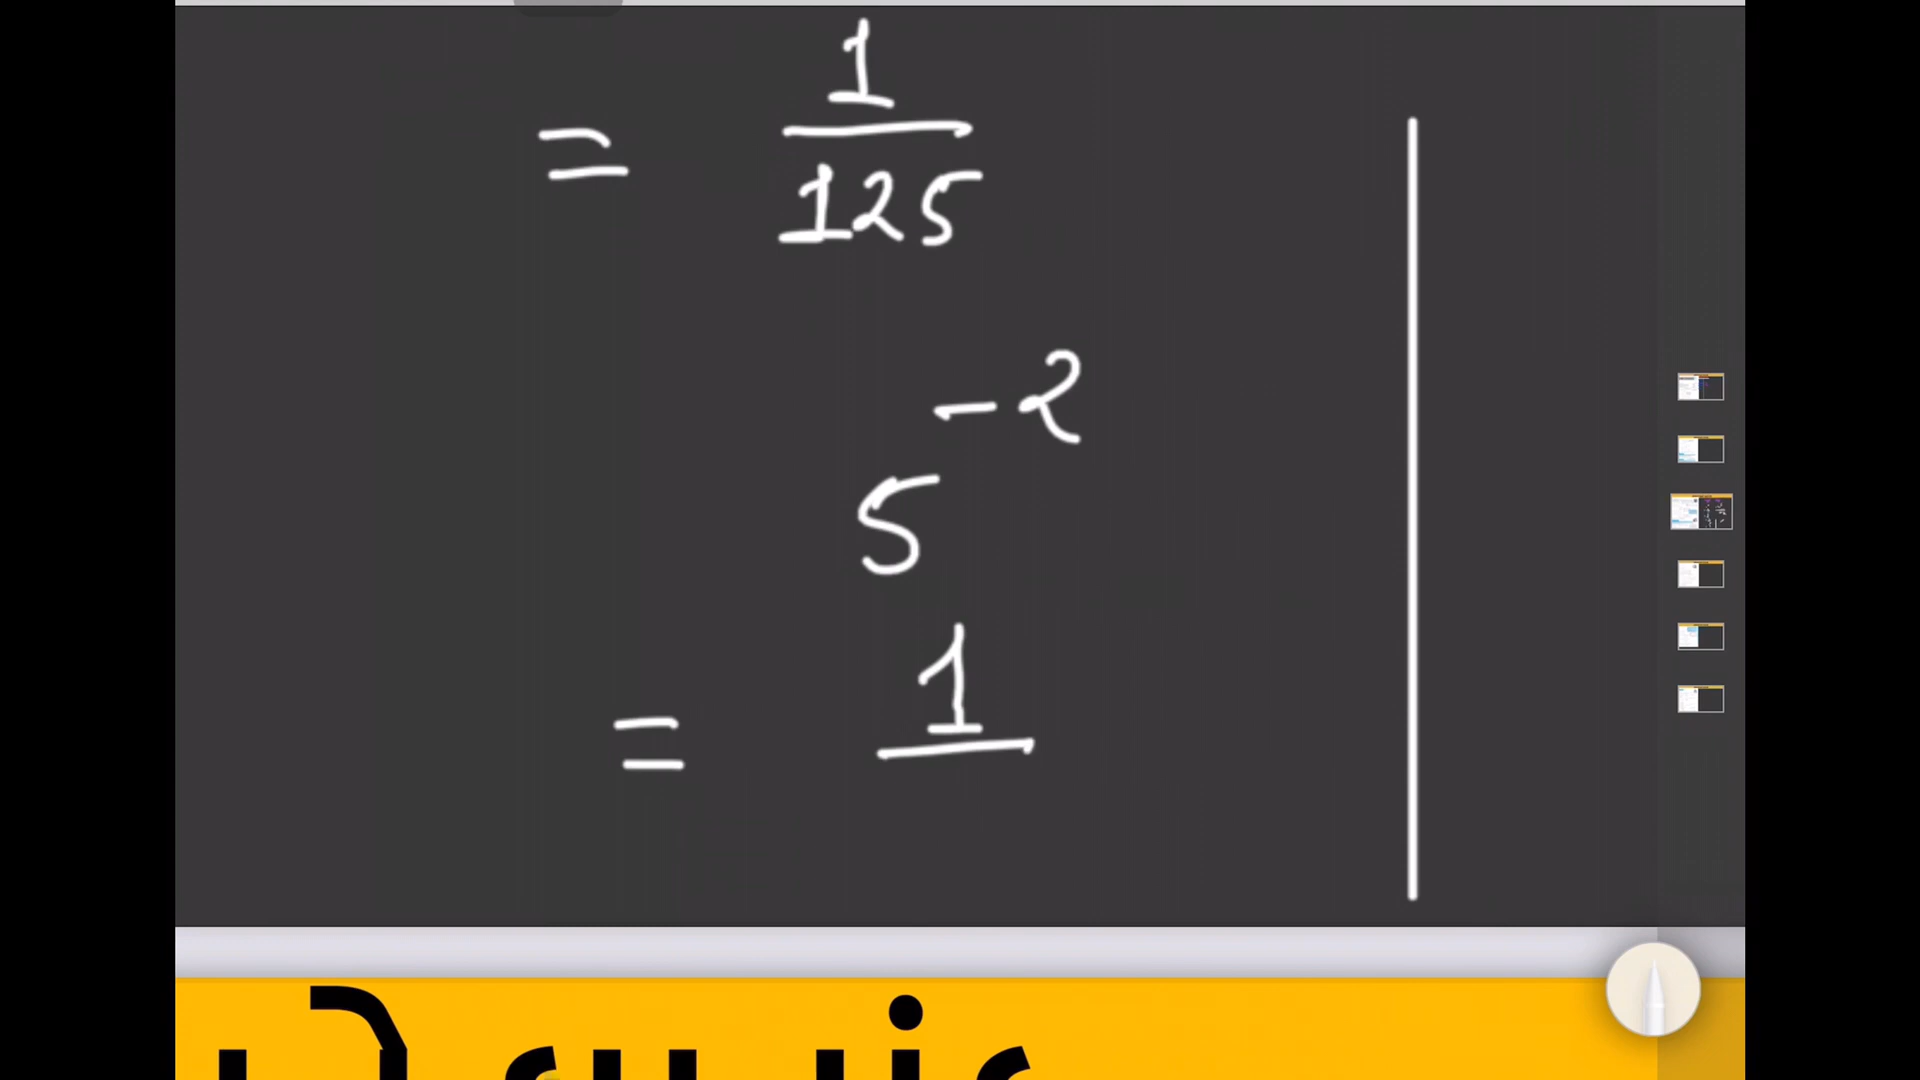 = 1/125
5^-2
= 1/